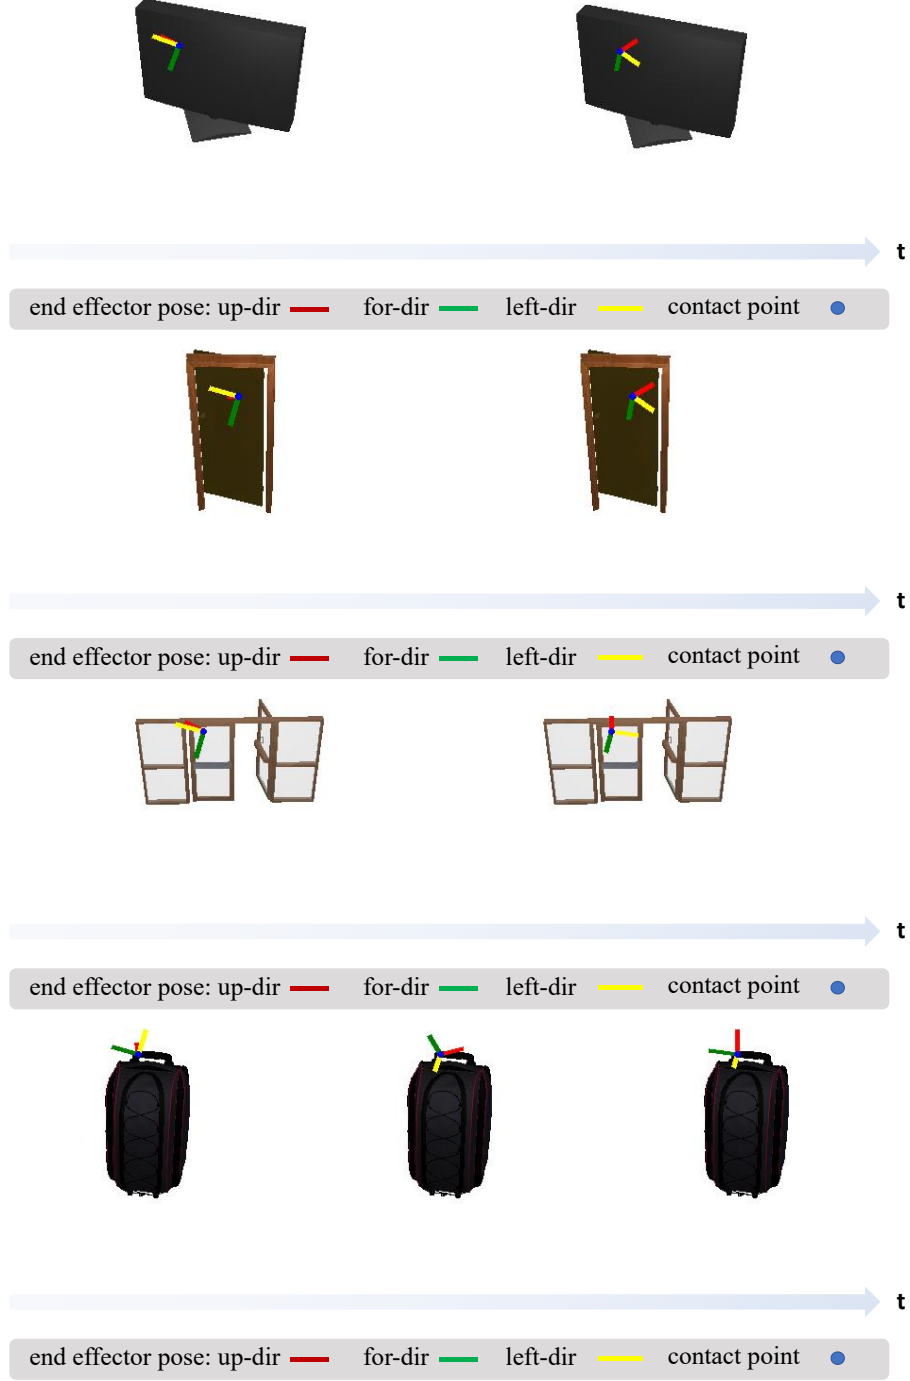 t
end effector pose: up-dir for-dir left-dir contact point
t
end effector pose: up-dir for-dir left-dir contact point
t
end effector pose: up-dir for-dir left-dir contact point
t
end effector pose: up-dir for-dir left-dir contact point